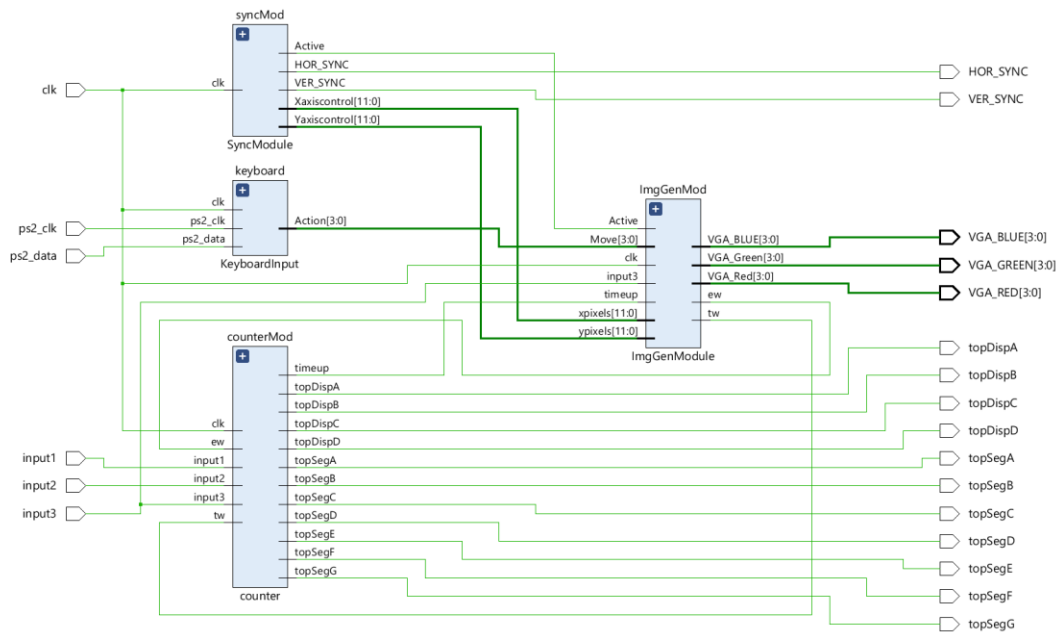 syncMod
Active
HOR_SYNC
clk
VER_SYNC
Xaxiscontrol[11:0]
Yaxiscontrol[11:0]
SyncModule
clk
HOR_SYNC
VER_SYNC
keyboard
clk
ps2_clk
ps2_data
Action[3:0]
KeyboardInput
ps2_clk
ps2_data
ImgGenMod
Active
Move[3:0]
clk
input3
timeup
xpixels[11:0]
ypixels[11:0]
VGA_BLUE[3:0]
VGA_Green[3:0]
VGA_Red[3:0]
ew
tw
ImgGenModule
VGA_BLUE[3:0]
VGA_GREEN[3:0]
VGA_RED[3:0]
counterMod
timeup
topDispA
topDispB
topDispC
topDispD
topSegA
topSegB
topSegC
topSegD
topSegE
topSegF
topSegG
clk
ew
input1
input2
input3
tw
counter
input1
input2
input3
topDispA
topDispB
topDispC
topDispD
topSegA
topSegB
topSegC
topSegD
topSegE
topSegF
topSegG